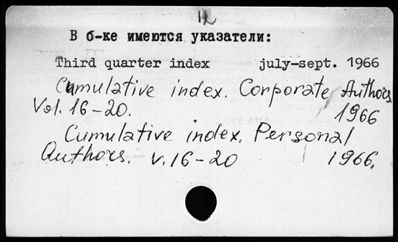 В б-ке имеются указатели:
Third quarter index july-sept. 1966
Cumulative index. Corporate Authors
Vol. 16-20. 1966
Cumulative index. Personal
Authors. v. 16-20 1966.